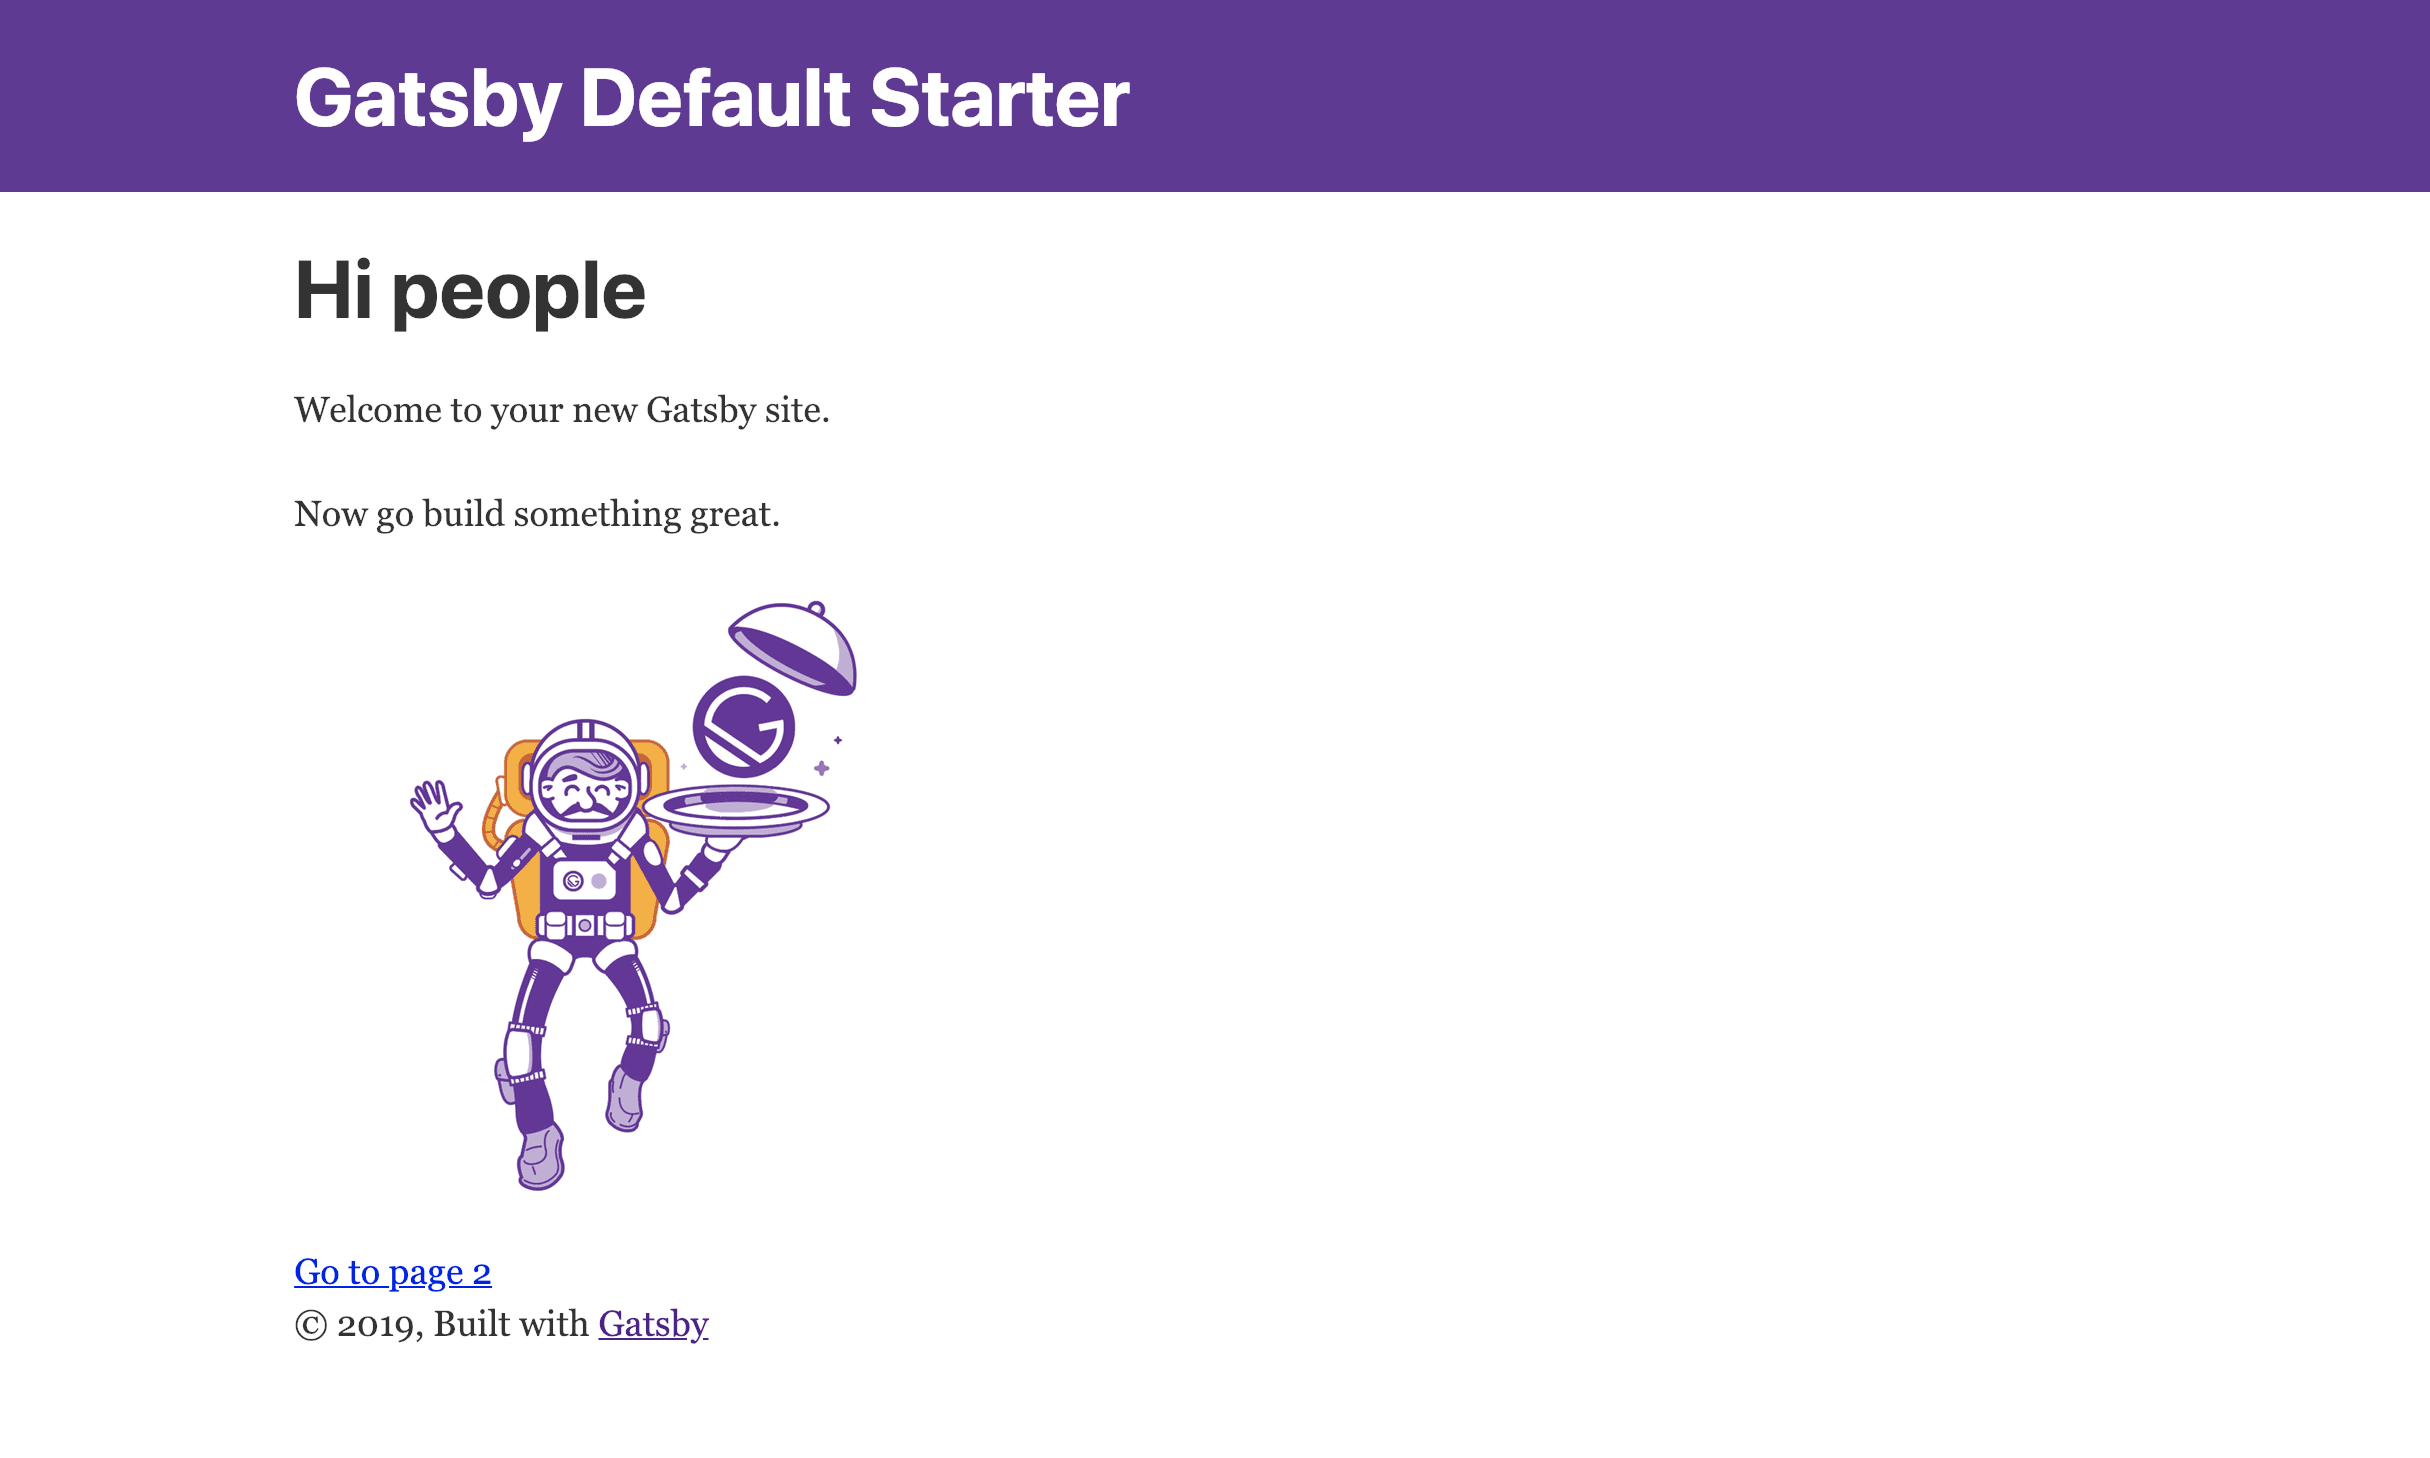 Gatsby Default Starter
Hi people
Welcome to your new Gatsby site.
Now go build something great.
Go to page 2
© 2019, Built with Gatsby